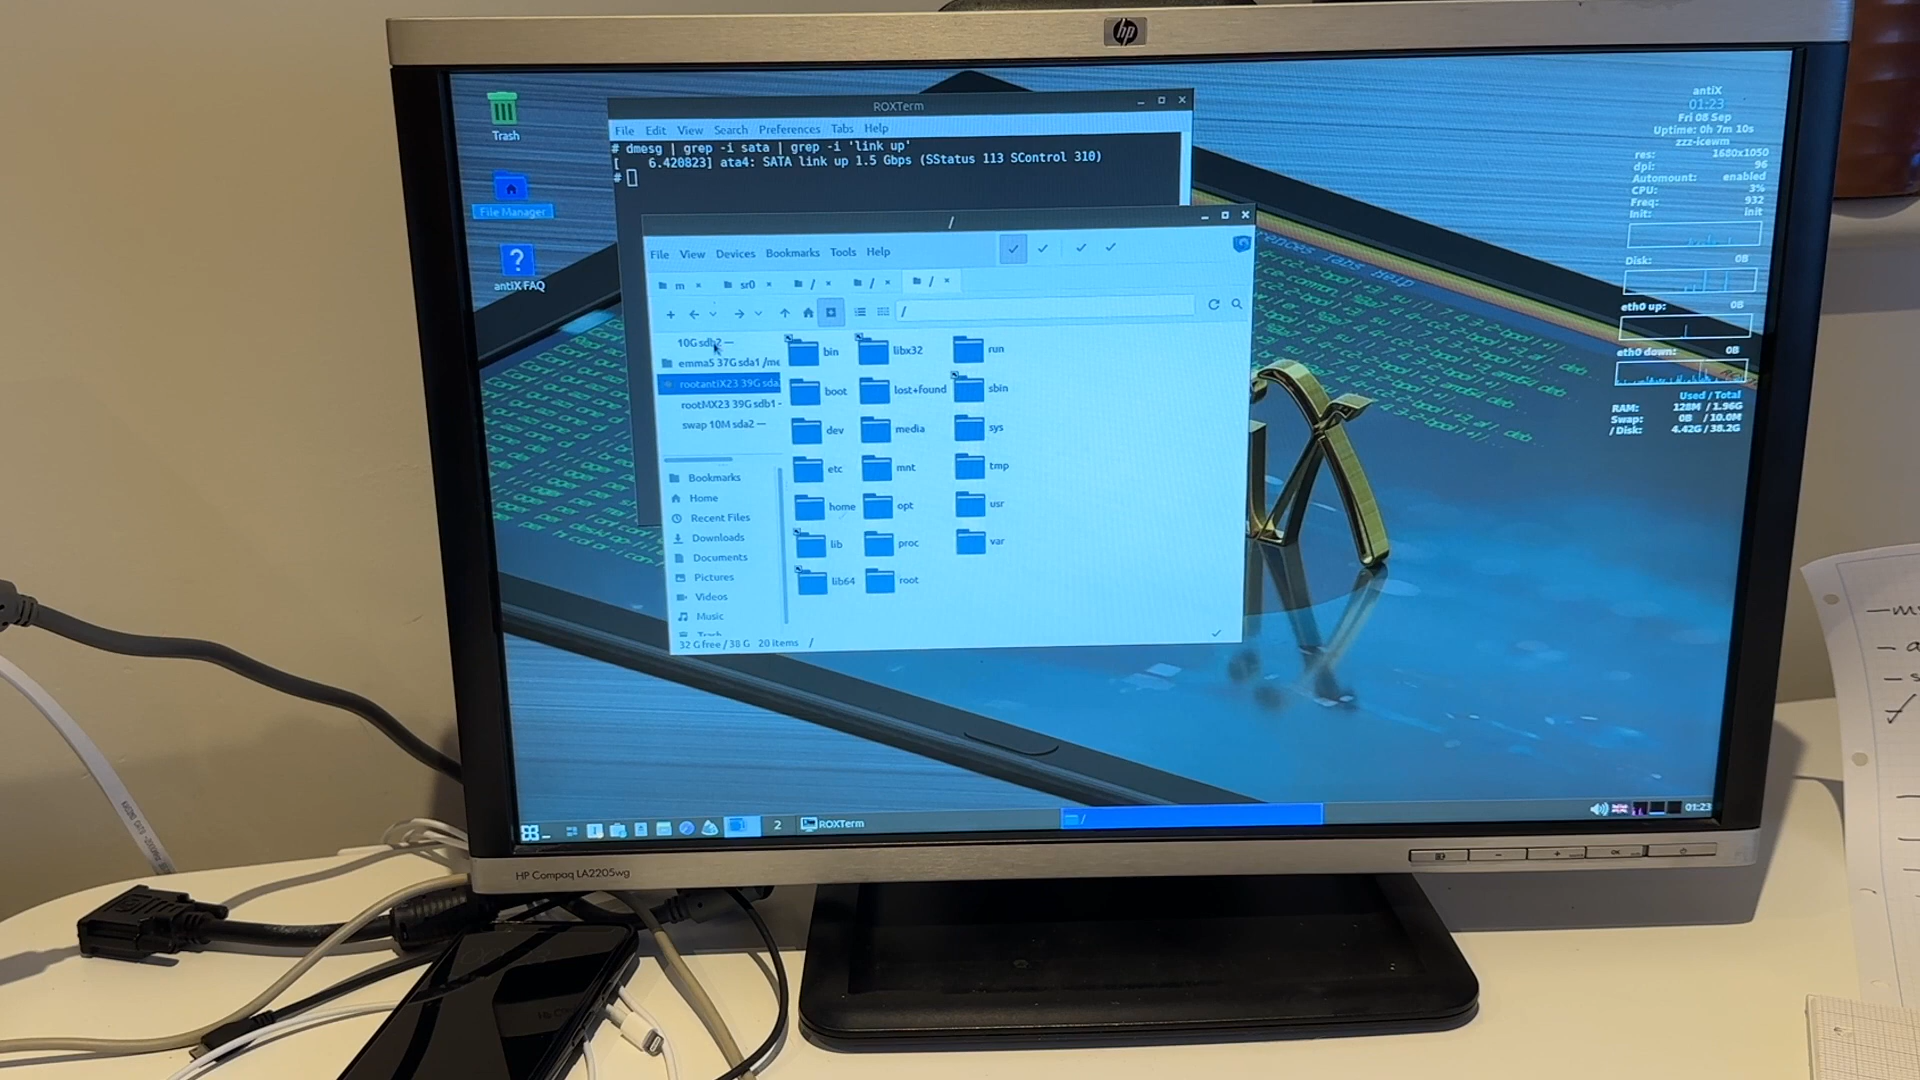 hp
Trash
File Manager
antiX FAQ
ROXTerm
File Edit View Search Preferences Tabs Help
# dmesg | grep -i sata | grep -i 'link up'
[ 6.420823] ata4: SATA link up 1.5 Gbps (SStatus 113 SControl 310)
#
/
File View Devices Bookmarks Tools Help
m sr0 / / /
/
10G sdb2 —
emma5 37G sda1 /me
rootantiX23 39G sda
rootMX23 39G sdb1 -
swap 10M sda2 —
Bookmarks
Home
Recent Files
Downloads
Documents
Pictures
Videos
Music
Trash
bin libx32 run
boot lost+found sbin
dev media sys
etc mnt tmp
home opt usr
lib proc var
lib64 root
32 G free / 38 G 20 items /
antiX
01:23
Fri 08 Sep
Uptime: 0h 7m 10s
zzz-icewm
res: 1680x1050
dpi: 96
Automount: enabled
CPU: 3%
Freq: 932
Init: init
Disk: 0B
eth0 up: 0B
eth0 down: 0B
Used / Total
RAM: 128M / 1.96G
Swap: 0B / 10.0M
/ Disk: 4.42G / 38.2G
2 ROXTerm / 01:23
HP Compaq LA2205wg
OK